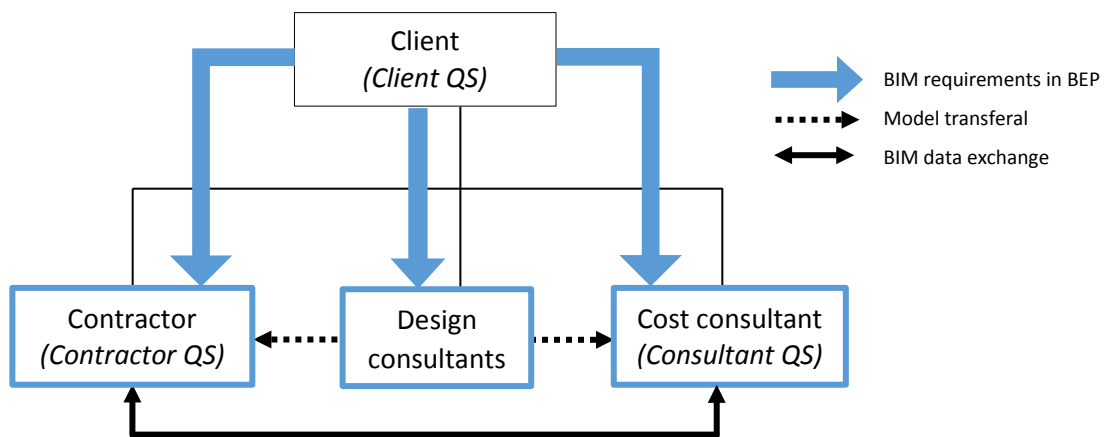 Client
(Client QS)
BIM requirements in BEP
Model transferal
BIM data exchange
Contractor
(Contractor QS)
Design
consultants
Cost consultant
(Consultant QS)